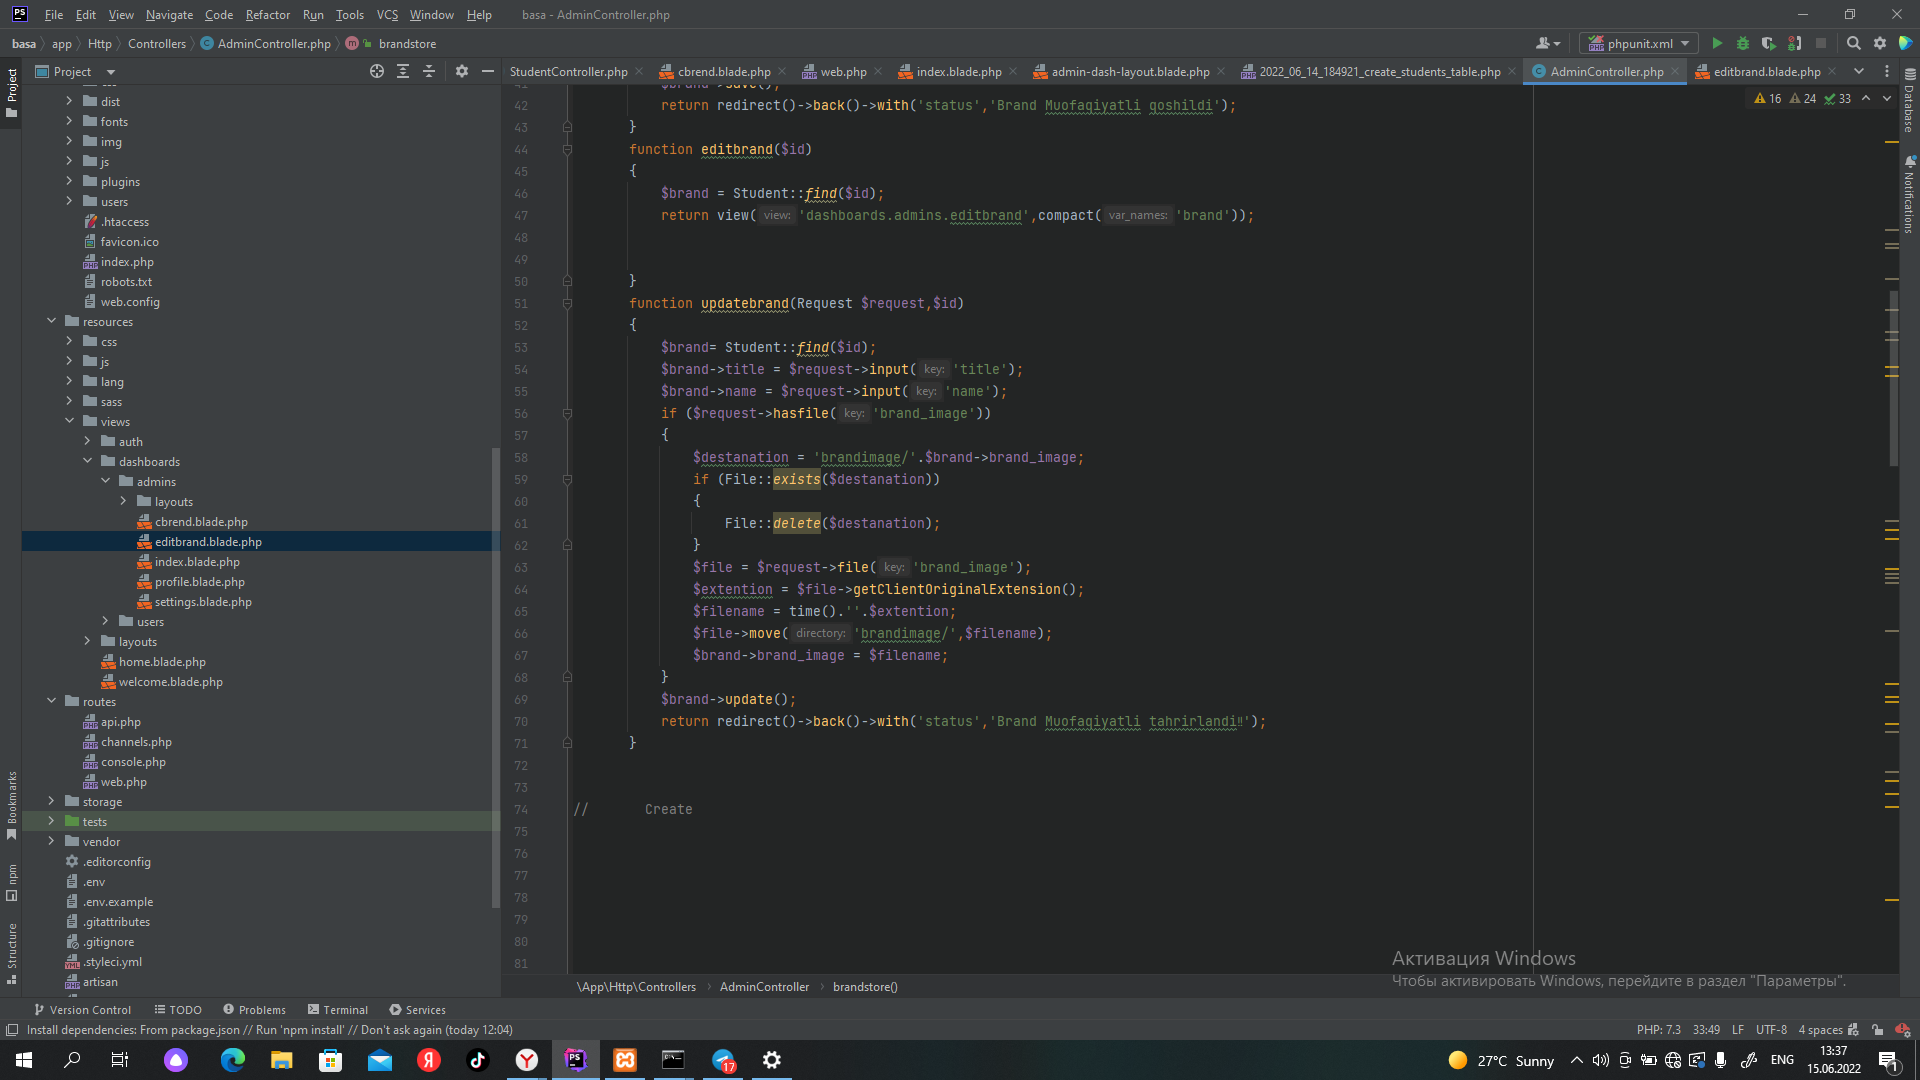 File Edit View Navigate Code Refactor Run Tools VCS Window Help basa - AdminController.php
basa app Http Controllers AdminController.php brandstore phpunit.xml
Project
StudentController.php cbrend.blade.php web.php index.blade.php admin-dash-layout.blade.php 2022_06_14_184921_create_students_table.php AdminController.php editbrand.blade.php
16 24 33
dist
fonts
img
js
plugins
users
.htaccess
favicon.ico
index.php
robots.txt
web.config
resources
css
js
lang
sass
views
auth
dashboards
admins
layouts
cbrend.blade.php
editbrand.blade.php
index.blade.php
profile.blade.php
settings.blade.php
users
layouts
home.blade.php
welcome.blade.php
routes
api.php
channels.php
console.php
web.php
storage
tests
vendor
.editorconfig
.env
.env.example
.gitattributes
.gitignore
.styleci.yml
artisan
41 $brand->save();
42 return redirect()->back()->with('status','Brand Muofaqiyatli qoshildi');
43 }
44 function editbrand($id)
45 {
46 $brand = Student::find($id);
47 return view( view: 'dashboards.admins.editbrand',compact( var_names: 'brand'));
48
49
50 }
51 function updatebrand(Request $request,$id)
52 {
53 $brand= Student::find($id);
54 $brand->title = $request->input( key: 'title');
55 $brand->name = $request->input( key: 'name');
56 if ($request->hasfile( key: 'brand_image'))
57 {
58 $destanation = 'brandimage/'.$brand->brand_image;
59 if (File::exists($destanation))
60 {
61 File::delete($destanation);
62 }
63 $file = $request->file( key: 'brand_image');
64 $extention = $file->getClientOriginalExtension();
65 $filename = time().''.$extention;
66 $file->move( directory: 'brandimage/',$filename);
67 $brand->brand_image = $filename;
68 }
69 $brand->update();
70 return redirect()->back()->with('status','Brand Muofaqiyatli tahrirlandi!!');
71 }
72
73
74 // Create
75
76
77
78
79
80
81
Project
Bookmarks
npm
Structure
Database
Notifications
Активация Windows
Чтобы активировать Windows, перейдите в раздел "Параметры".
\App\Http\Controllers AdminController brandstore()
Version Control TODO Problems Terminal Services
Install dependencies: From package.json // Run 'npm install' // Don't ask again (today 12:04) PHP: 7.3 33:49 LF UTF-8 4 spaces
17 27°C Sunny ENG 13:37
15.06.2022 1